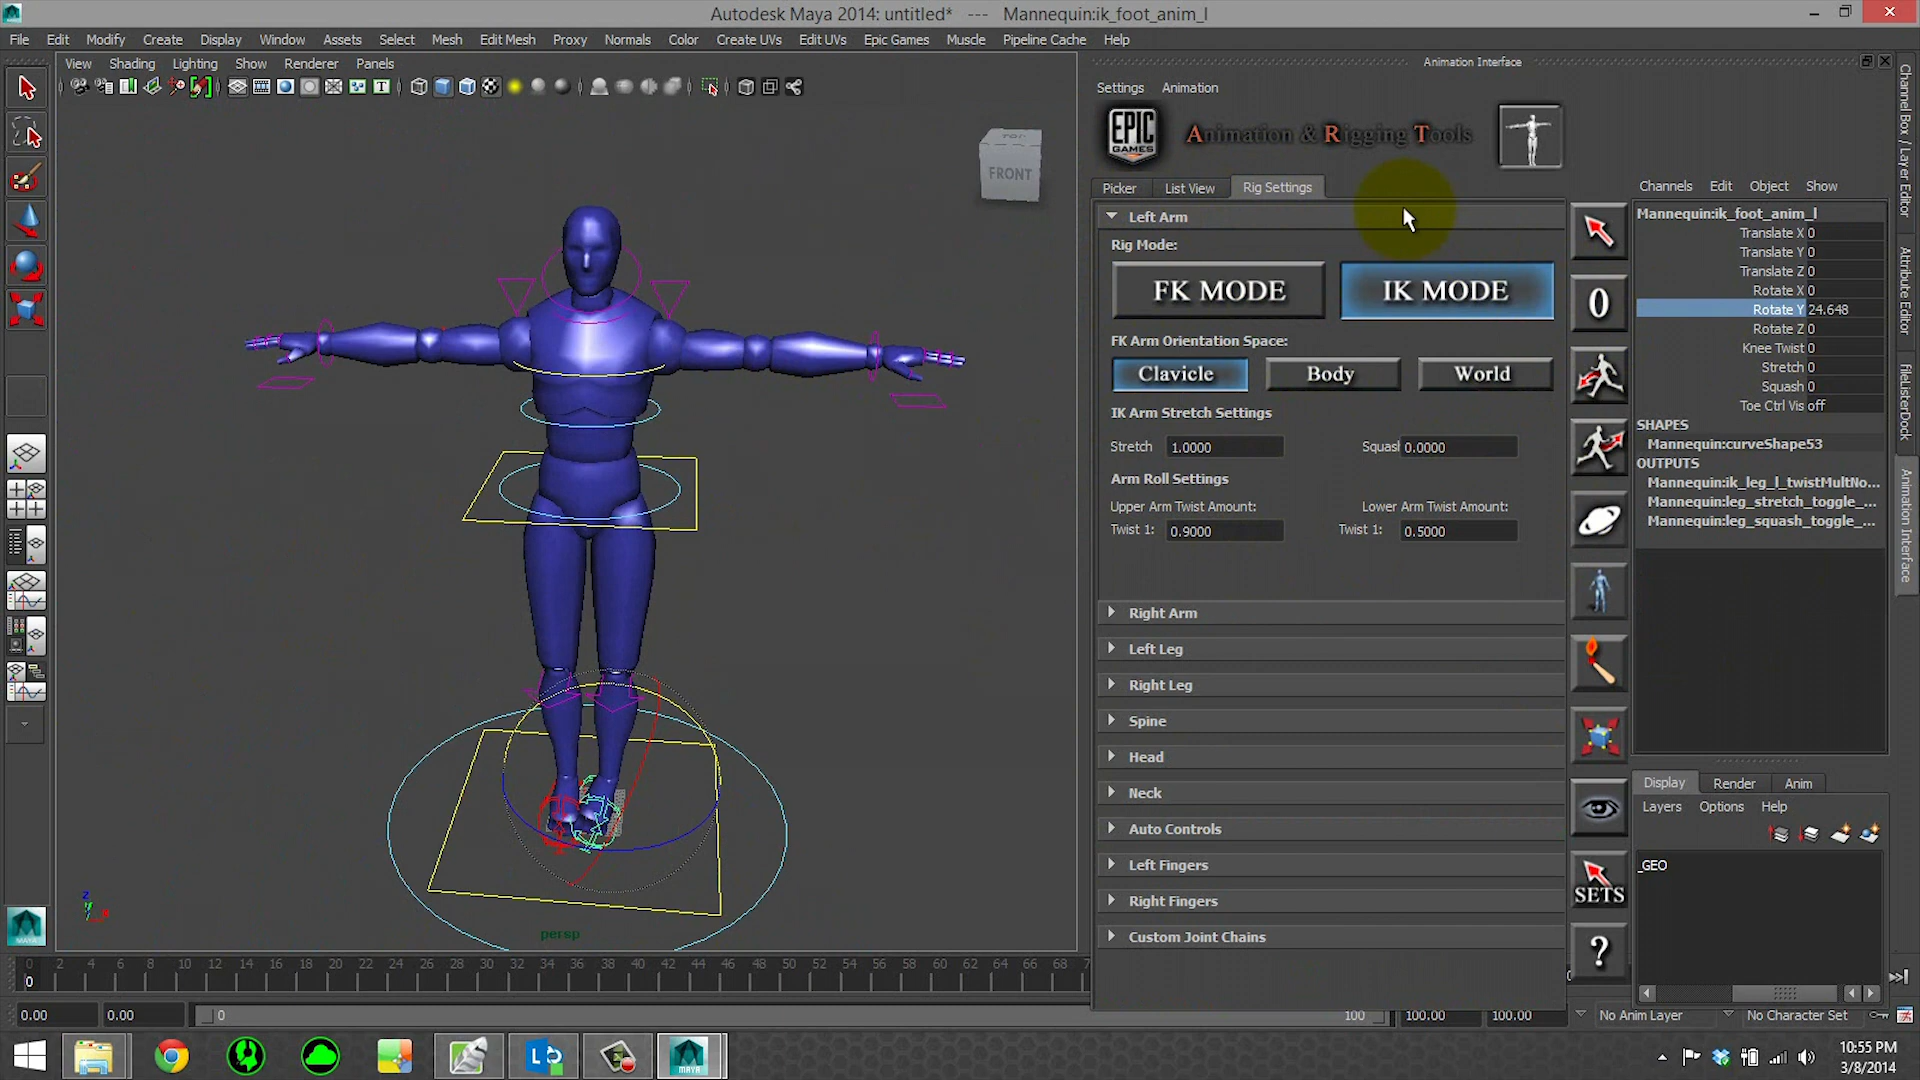 Autodesk Maya 2014: untitled* --- Mannequin:ik_foot_anim_l
File Edit Modify Create Display Window Assets Select Mesh Edit Mesh Proxy Normals Color Create UVs Edit UVs Epic Games Muscle Pipeline Cache Help
View Shading Lighting Show Renderer Panels
Animation Interface
Settings Animation
EPIC GAMES
Animation & Rigging Tools
Picker List View Rig Settings
Left Arm
Rig Mode:
FK MODE IK MODE
FK Arm Orientation Space:
Clavicle Body World
IK Arm Stretch Settings
Stretch 1.0000 Squash 0.0000
Arm Roll Settings
Upper Arm Twist Amount: Lower Arm Twist Amount:
Twist 1: 0.9000 Twist 1: 0.5000
Right Arm
Left Leg
Right Leg
Spine
Head
Neck
Auto Controls
Left Fingers
Right Fingers
Custom Joint Chains
FRONT
persp
0
SETS
?
Channels Edit Object Show
Mannequin:ik_foot_anim_l
Translate X 0
Translate Y 0
Translate Z 0
Rotate X 0
Rotate Y 24.648
Rotate Z 0
Knee Twist 0
Stretch 0
Squash 0
Toe Ctrl Vis off
SHAPES
Mannequin:curveShape53
OUTPUTS
Mannequin:ik_leg_l_twistMultNo...
Mannequin:leg_stretch_toggle_...
Mannequin:leg_squash_toggle_...
Display Render Anim
Layers Options Help
_GEO
Channel Box / Layer Editor
Attribute Editor
FileListerDock
Animation Interface
0 2 4 6 8 10 12 14 16 18 20 22 24 26 28 30 32 34 36 38 40 42 44 46 48 50 52 54 56 58 60 62 64 66 68 7
0
0.00 0.00 0 100 100.00 100.00 No Anim Layer No Character Set
10:55 PM
3/8/2014